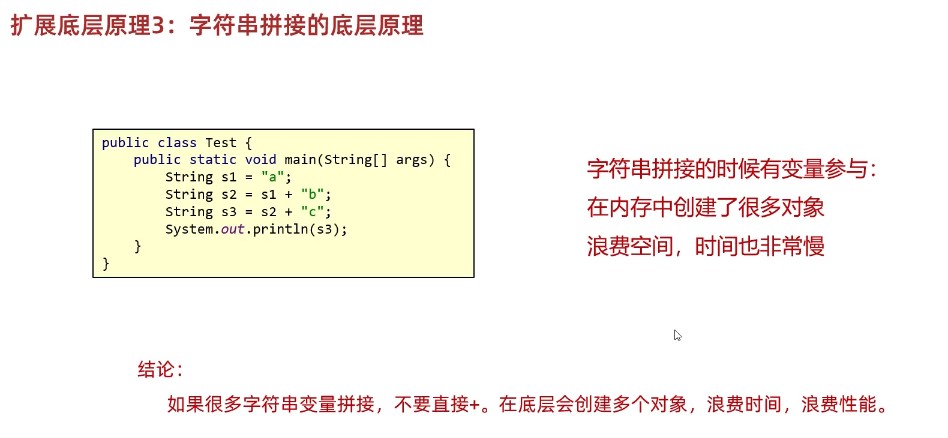 扩展底层原理3：字符串拼接的底层原理
public class Test {
    public static void main(String[] args) {
        String s1 = "a";
        String s2 = s1 + "b";
        String s3 = s2 + "c";
        System.out.println(s3);
    }
}
字符串拼接的时候有变量参与：
在内存中创建了很多对象
浪费空间，时间也非常慢
结论：
如果很多字符串变量拼接，不要直接+。在底层会创建多个对象，浪费时间，浪费性能。